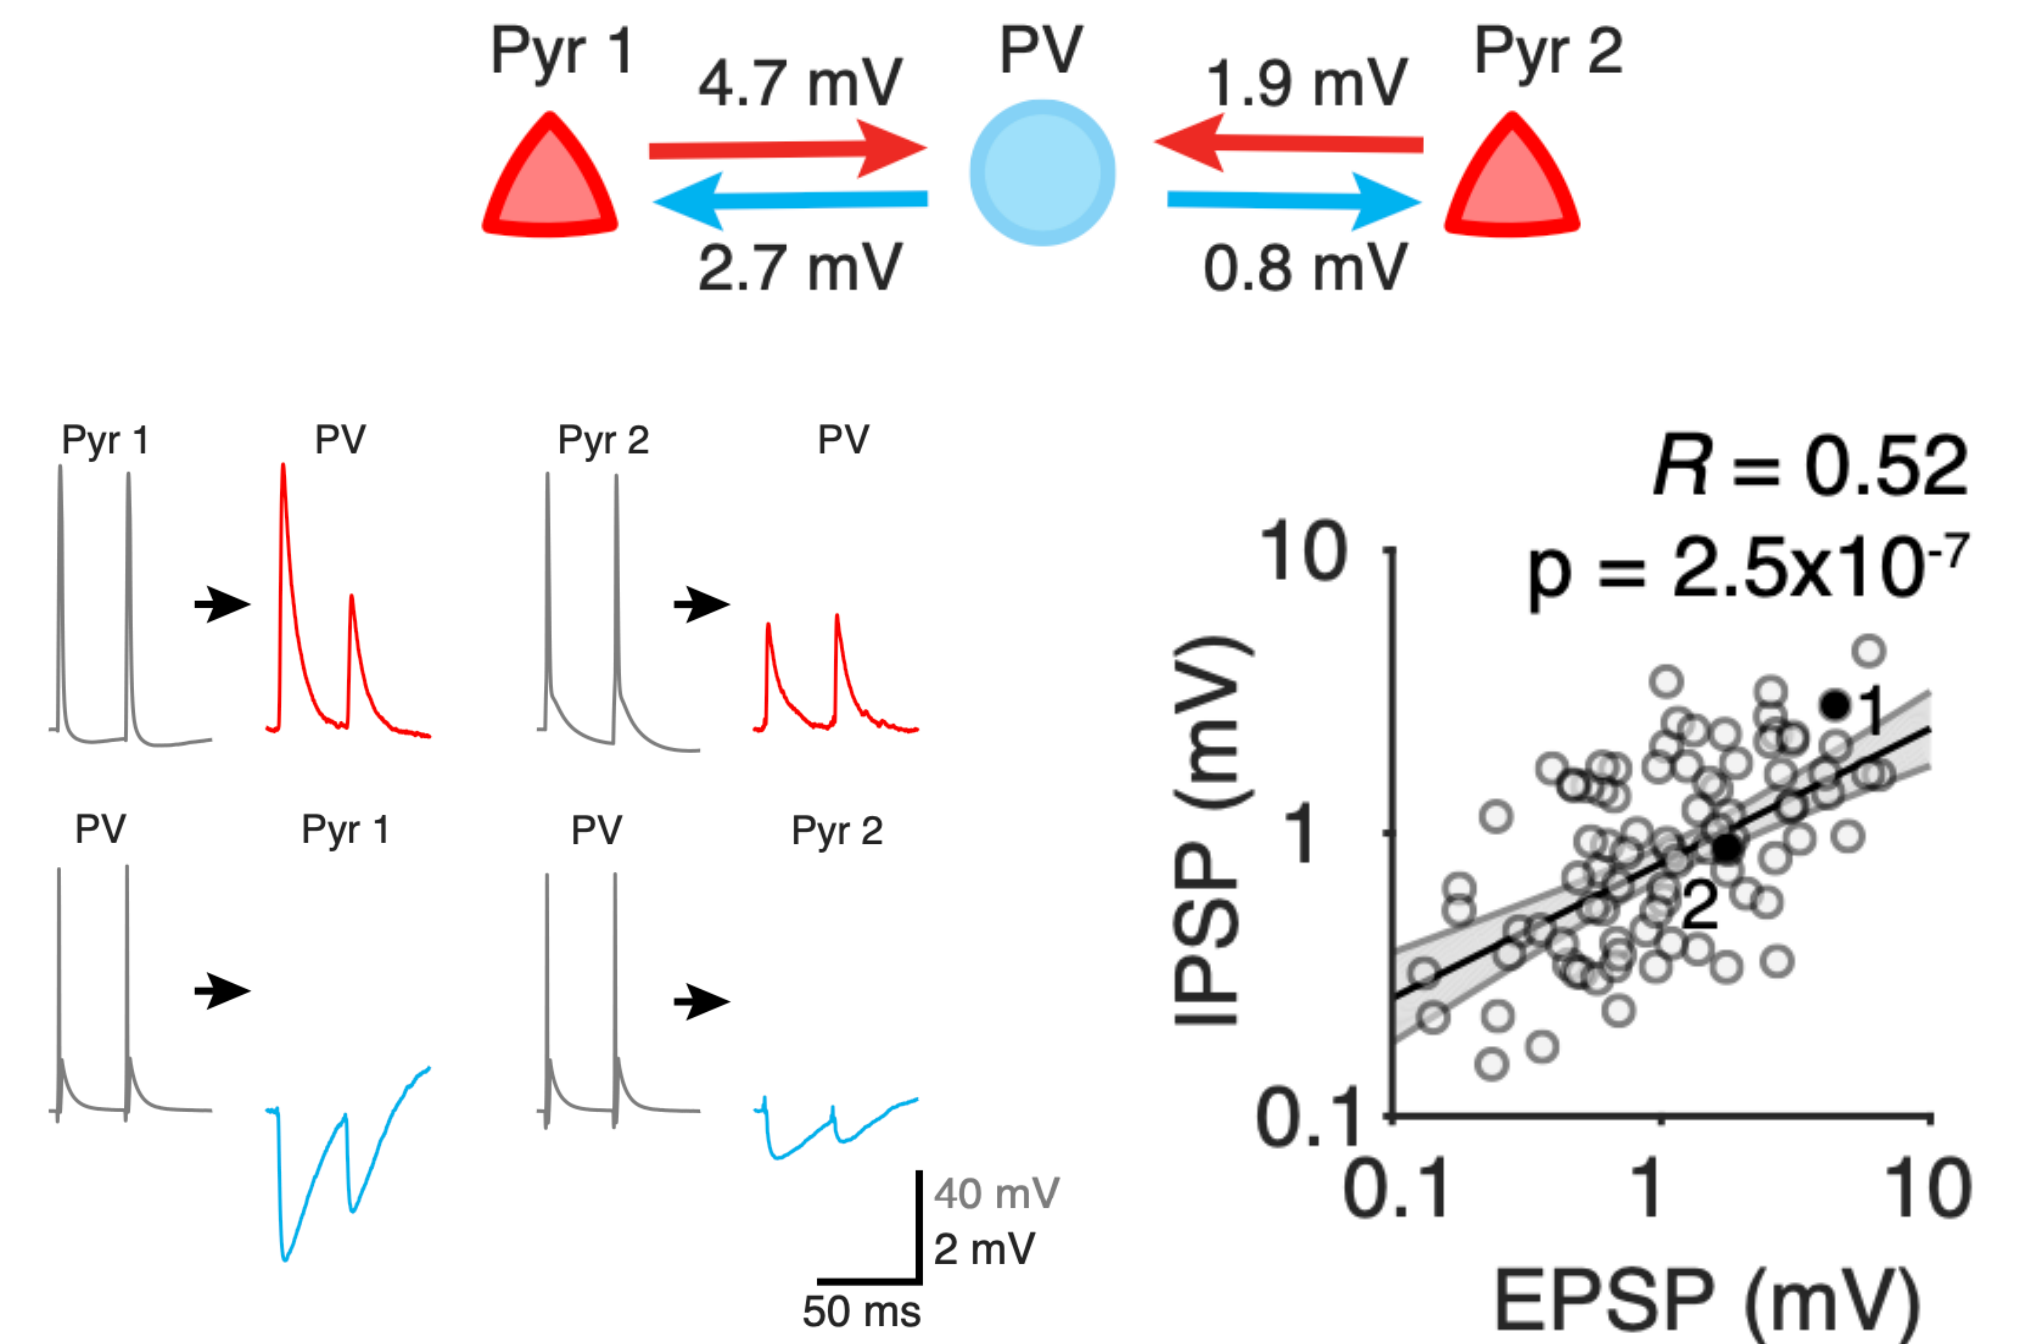 Pyr 1
PV
Pyr 2
4.7 mV
1.9 mV
2.7 mV
0.8 mV
Pyr 1
PV
Pyr 2
PV
PV
Pyr 1
PV
Pyr 2
40 mV
2 mV
50 ms
R = 0.52
p = 2.5x10⁻⁷
10
1
0.1
IPSP (mV)
1
2
0.1
1
10
EPSP (mV)